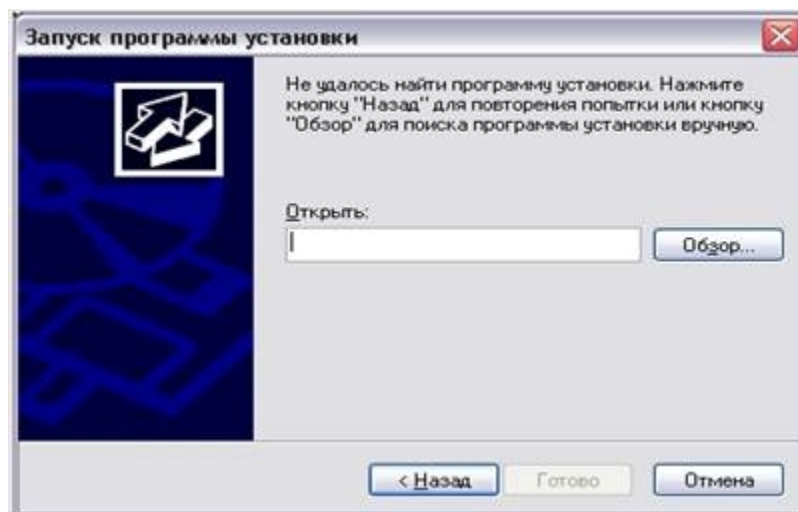 Запуск программы установки
Не удалось найти программу установки. Нажмите
кнопку "Назад" для повторения попытки или кнопку
"Обзор" для поиска программы установки вручную.
Открыть:
Обзор...
< Назад
Готово
Отмена